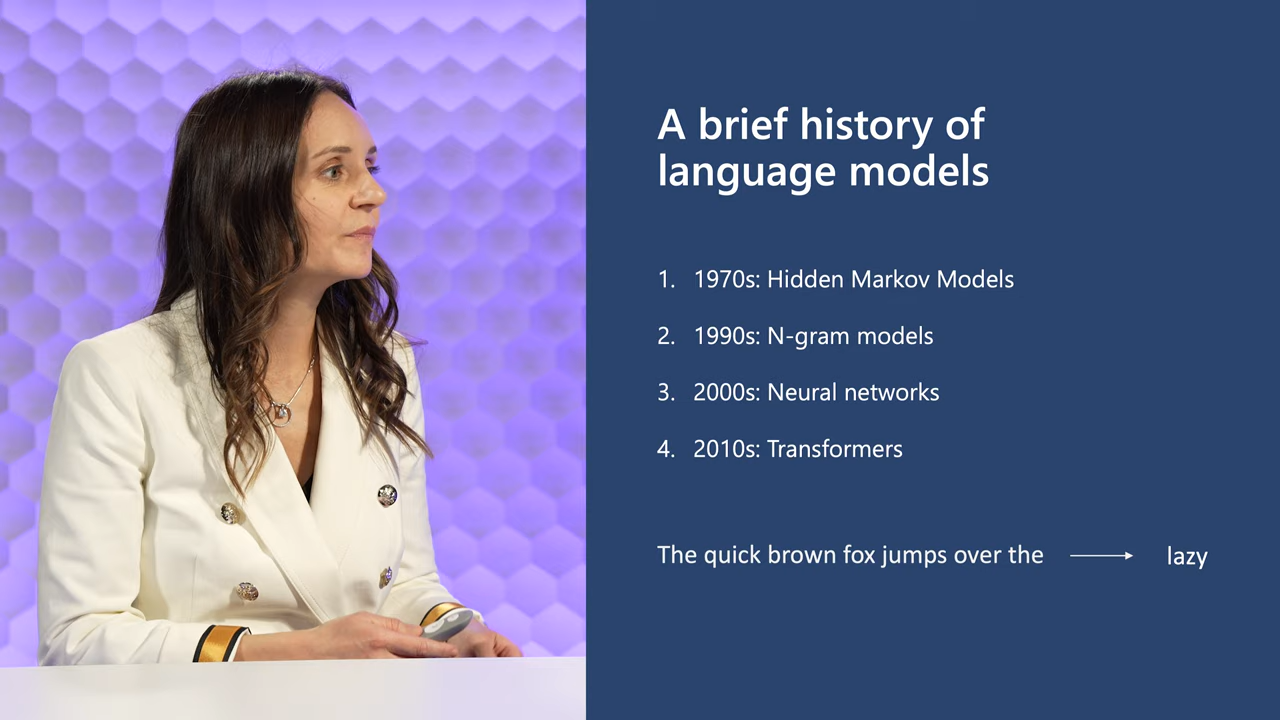 A brief history of
language models
1. 1970s: Hidden Markov Models
2. 1990s: N-gram models
3. 2000s: Neural networks
4. 2010s: Transformers
The quick brown fox jumps over the → lazy